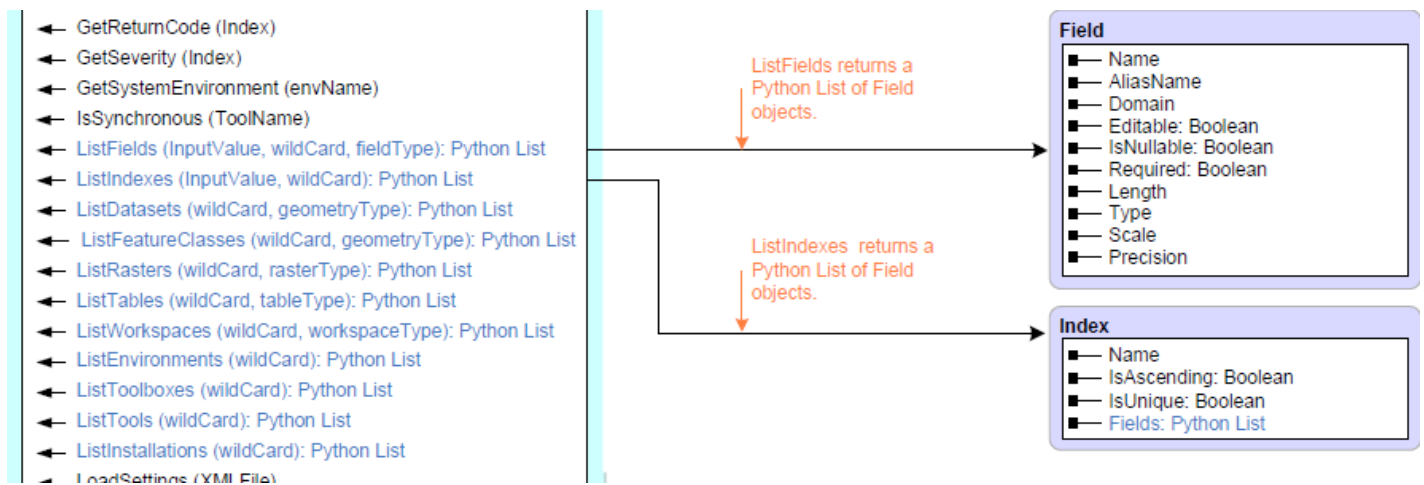 GetReturnCode (Index)
GetSeverity (Index)
GetSystemEnvironment (envName)
IsSynchronous (ToolName)
ListFields (InputValue, wildCard, fieldType): Python List
ListIndexes (InputValue, wildCard): Python List
ListDatasets (wildCard, geometryType): Python List
ListFeatureClasses (wildCard, geometryType): Python List
ListRasters (wildCard, rasterType): Python List
ListTables (wildCard, tableType): Python List
ListWorkspaces (wildCard, workspaceType): Python List
ListEnvironments (wildCard): Python List
ListToolboxes (wildCard): Python List
ListTools (wildCard): Python List
ListInstallations (wildCard): Python List
LoadSettings (XMLFile)
ListFields returns a
Python List of Field
objects.
ListIndexes returns a
Python List of Field
objects.
Field
Name
AliasName
Domain
Editable: Boolean
IsNullable: Boolean
Required: Boolean
Length
Type
Scale
Precision
Index
Name
IsAscending: Boolean
IsUnique: Boolean
Fields: Python List